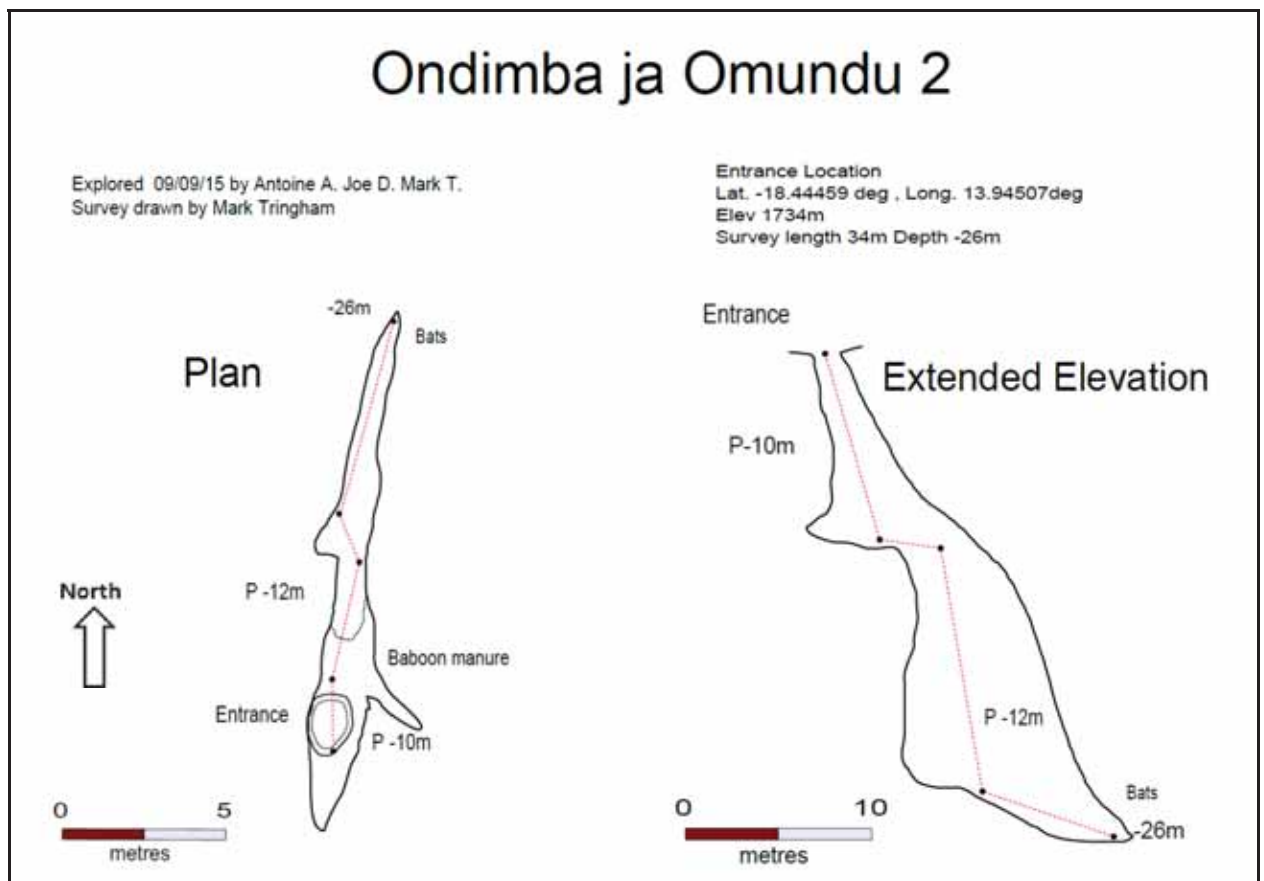 Ondimba ja Omundu 2
Explored 09/09/15 by Antoine A. Joe D. Mark T.
Survey drawn by Mark Tringham
Entrance Location
Lat. -18.44459 deg , Long. 13.94507deg
Elev 1734m
Survey length 34m Depth -26m
Plan
-26m
Bats
P -12m
North
Baboon manure
Entrance
P -10m
0 5
metres
Entrance
Extended Elevation
P-10m
P -12m
Bats
-26m
0 10
metres